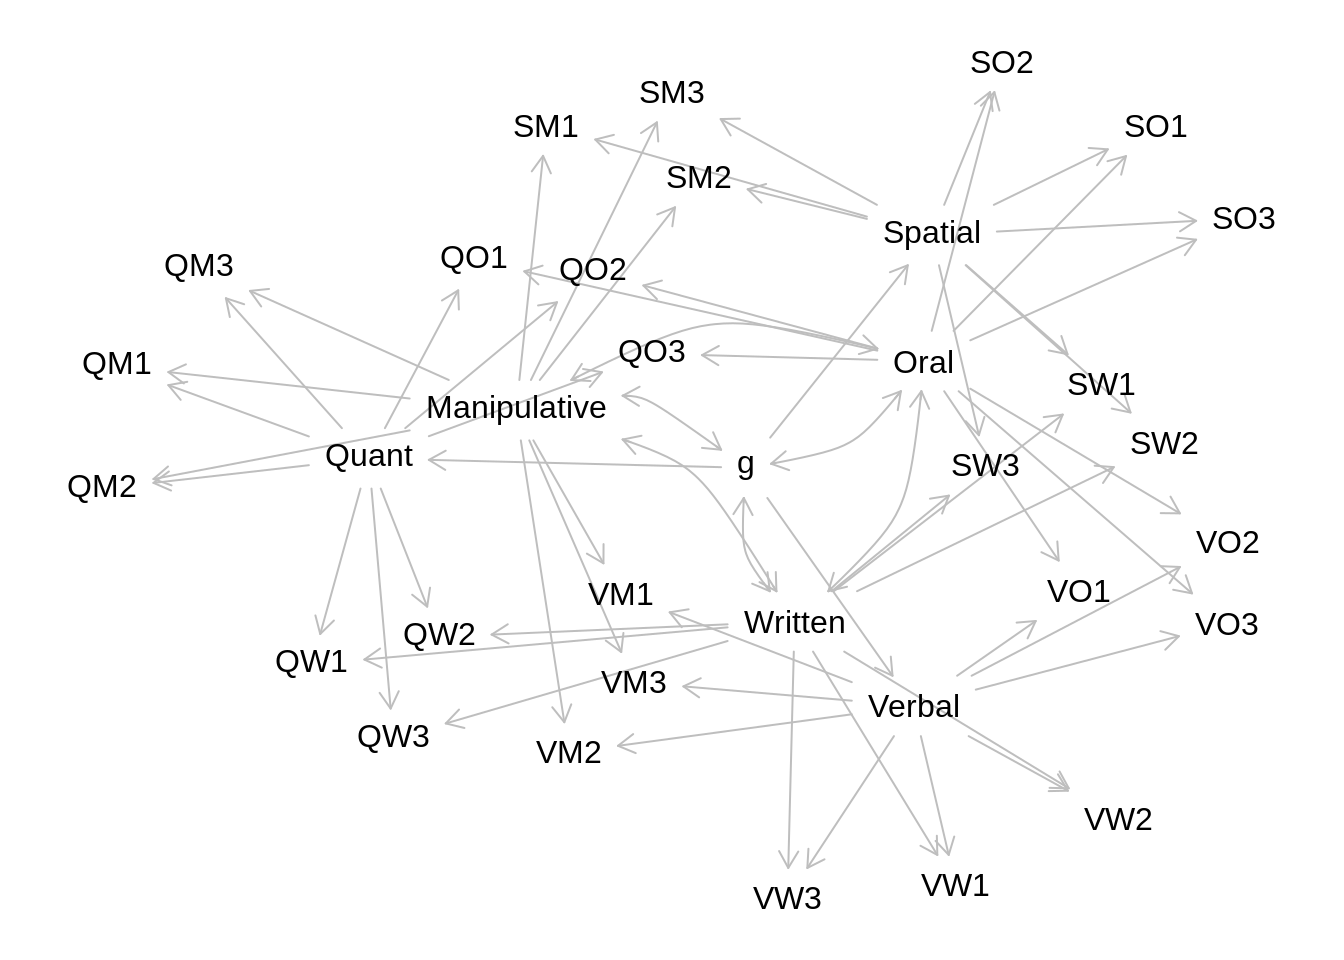 SO2
SM3
SM1
SO1
SM2
SO3
Spatial
QO1
QM3
QO2
QO3
Oral
QM1
SW1
Manipulative
SW2
Quant
g
SW3
QM2
VO2
VO1
VM1
Written
VO3
QW2
QW1
VM3
Verbal
QW3
VM2
VW2
VW1
VW3